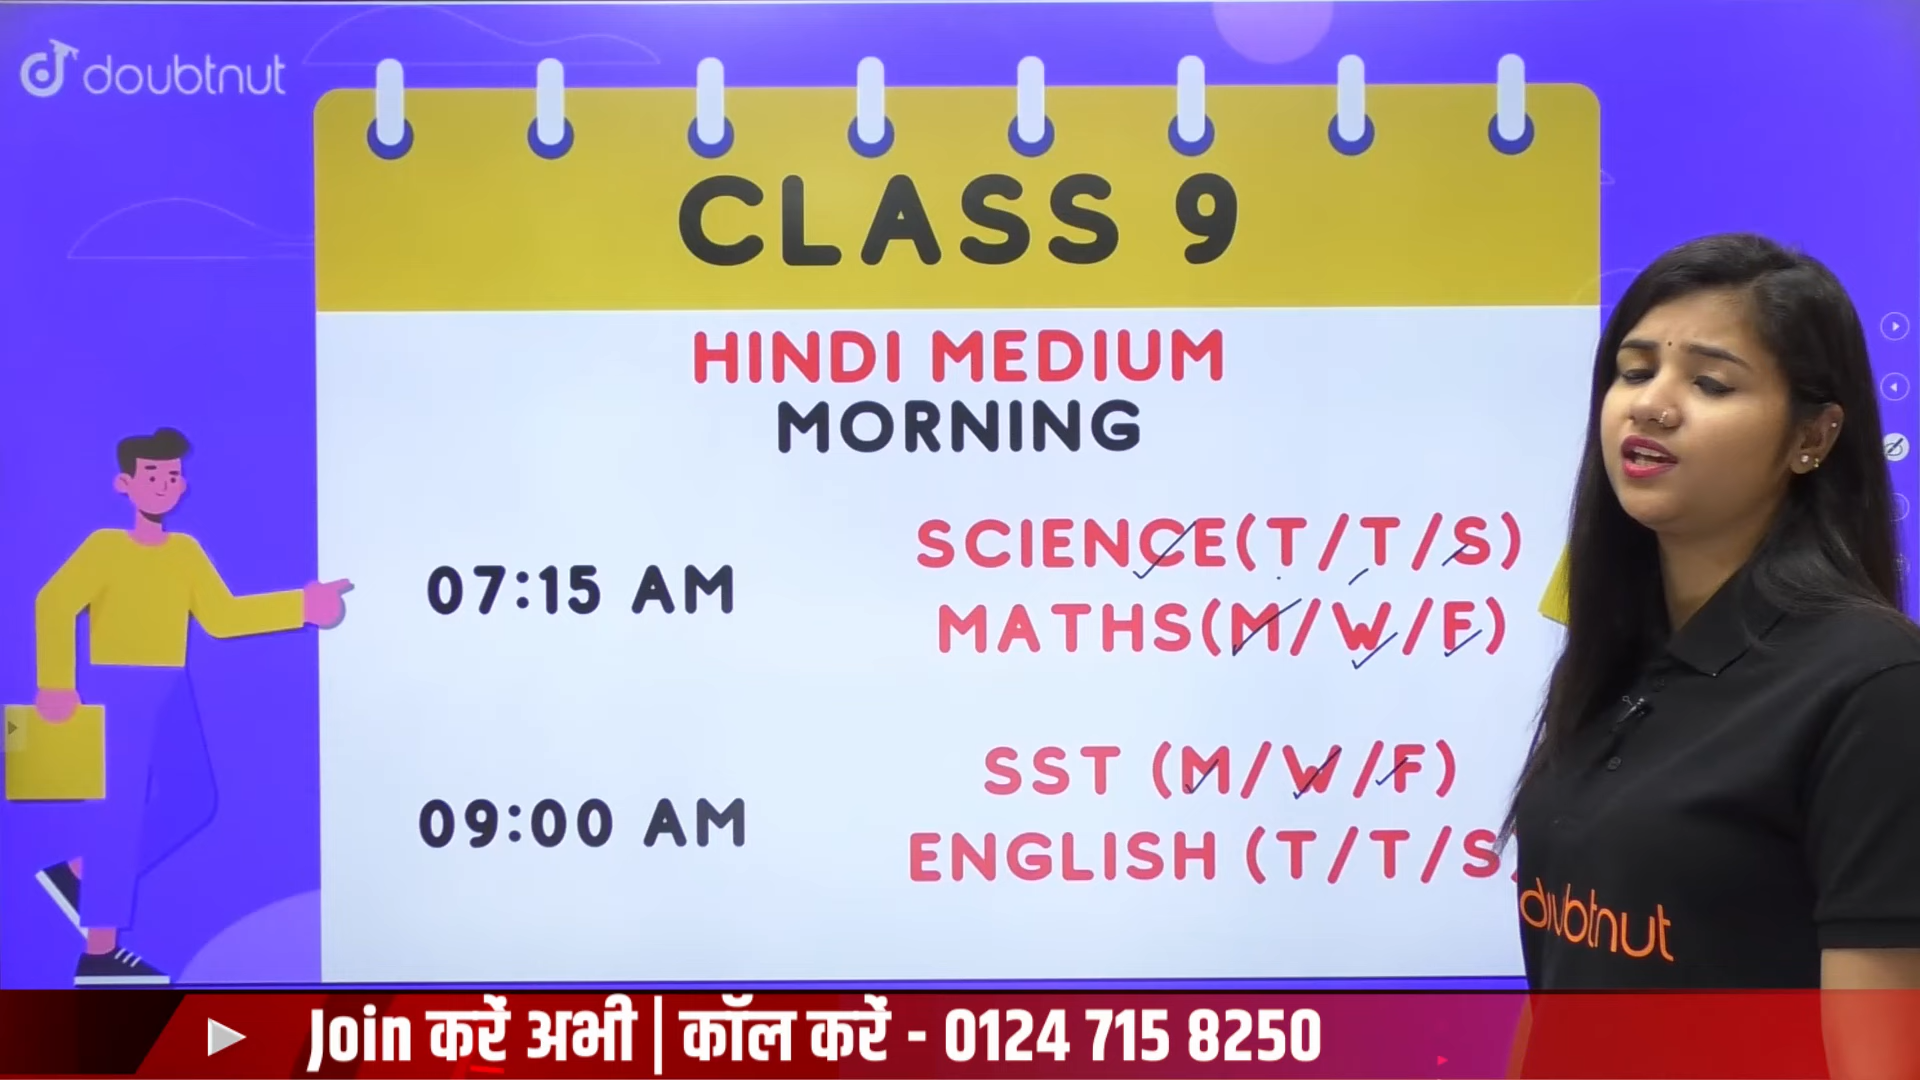 doubtnut
CLASS 9
HINDI MEDIUM
MORNING
07:15 AM
SCIENCE(T/T/S)
MATHS(M/W/F)
09:00 AM
SST (M/W/F)
ENGLISH (T/T/S)
doubtnut
Join करें अभी | कॉल करें - 0124 715 8250